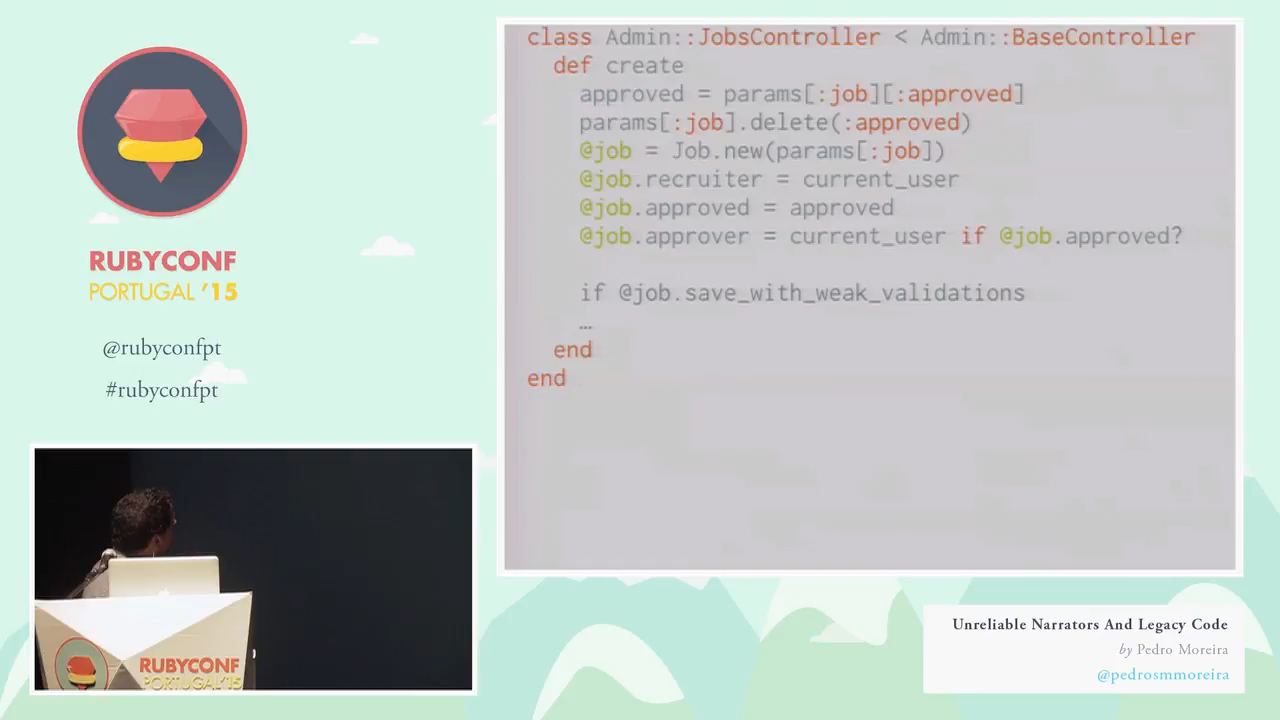 RUBYCONF
PORTUGAL '15
@rubyconfpt
#rubyconfpt
class Admin::JobsController < Admin::BaseController
def create
approved = params[:job][:approved]
params[:job].delete(:approved)
@job = Job.new(params[:job])
@job.recruiter = current_user
@job.approved = approved
@job.approver = current_user if @job.approved?
if @job.save_with_weak_validations
…
end
end
RUBYCONF
PORTUGAL'15
Unreliable Narrators And Legacy Code
by Pedro Moreira
@pedrosmmoreira